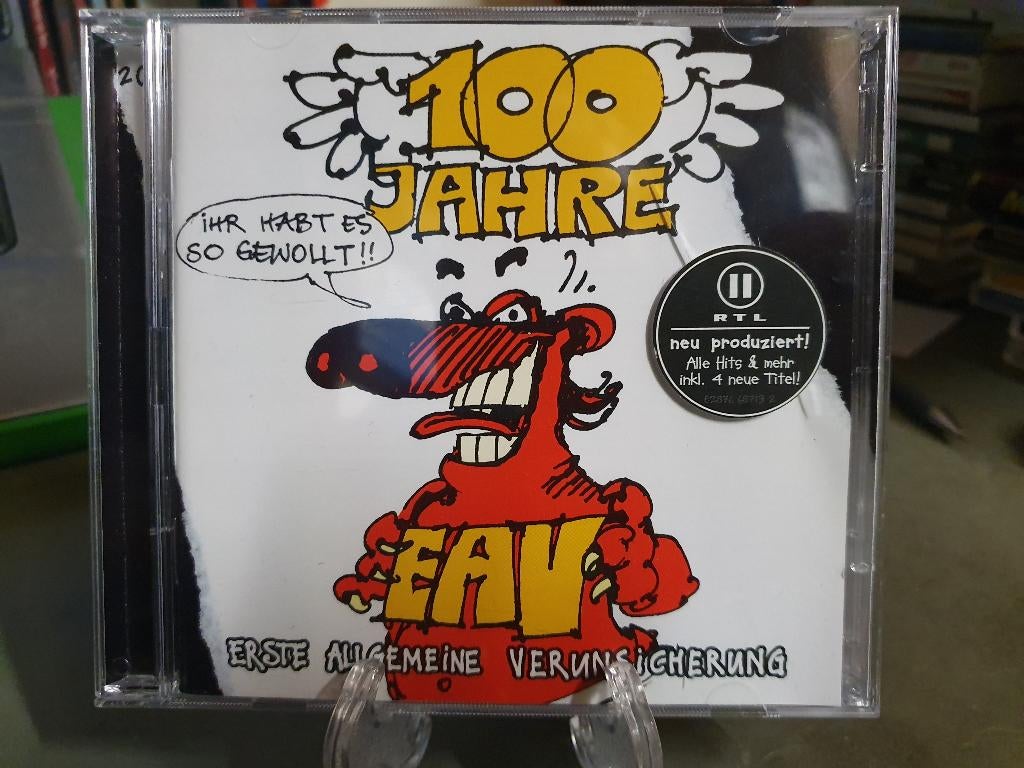 100
JAHRE
iHR HABT ES
SO GEWOLLT!!
II
RTL
neu produziert!
Alle Hits & mehr
inkl. 4 neue Titel!
EAV
ERSTE ALLGEMEiNE VERUNSiCHERUNG